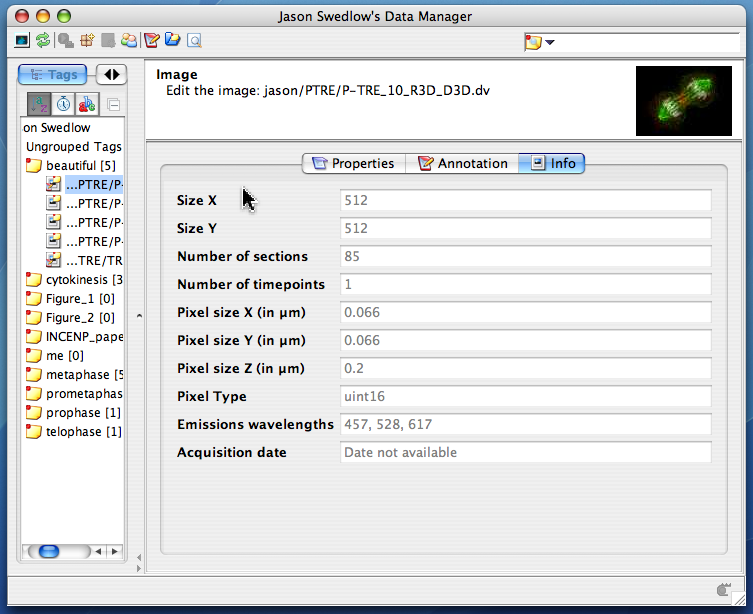 Jason Swedlow's Data Manager
Tags
Image
Edit the image: jason/PTRE/P-TRE_10_R3D_D3D.dv
on Swedlow
Ungrouped Tags
beautiful [5]
...PTRE/P-
...PTRE/P-
...PTRE/P-
...PTRE/P-
...TRE/TR
cytokinesis [3
Figure_1 [0]
Figure_2 [0]
INCENP_pape
me [0]
metaphase [5
prometaphas
prophase [1]
telophase [1]
Properties Annotation Info
Size X 512
Size Y 512
Number of sections 85
Number of timepoints 1
Pixel size X (in µm) 0.066
Pixel size Y (in µm) 0.066
Pixel size Z (in µm) 0.2
Pixel Type uint16
Emissions wavelengths 457, 528, 617
Acquisition date Date not available